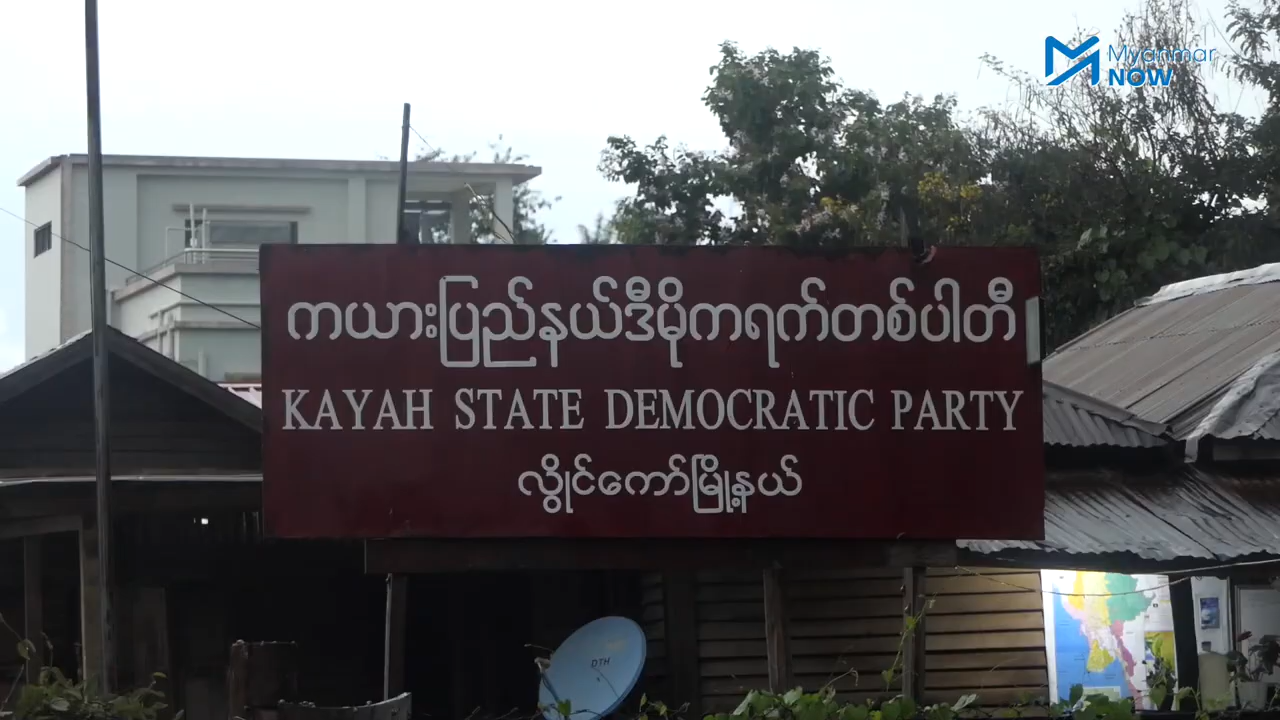 Myanmar
NOW
ကယားပြည်နယ်ဒီမိုကရက်တစ်ပါတီ
KAYAH STATE DEMOCRATIC PARTY
လွိုင်ကော်မြို့နယ်
DTH